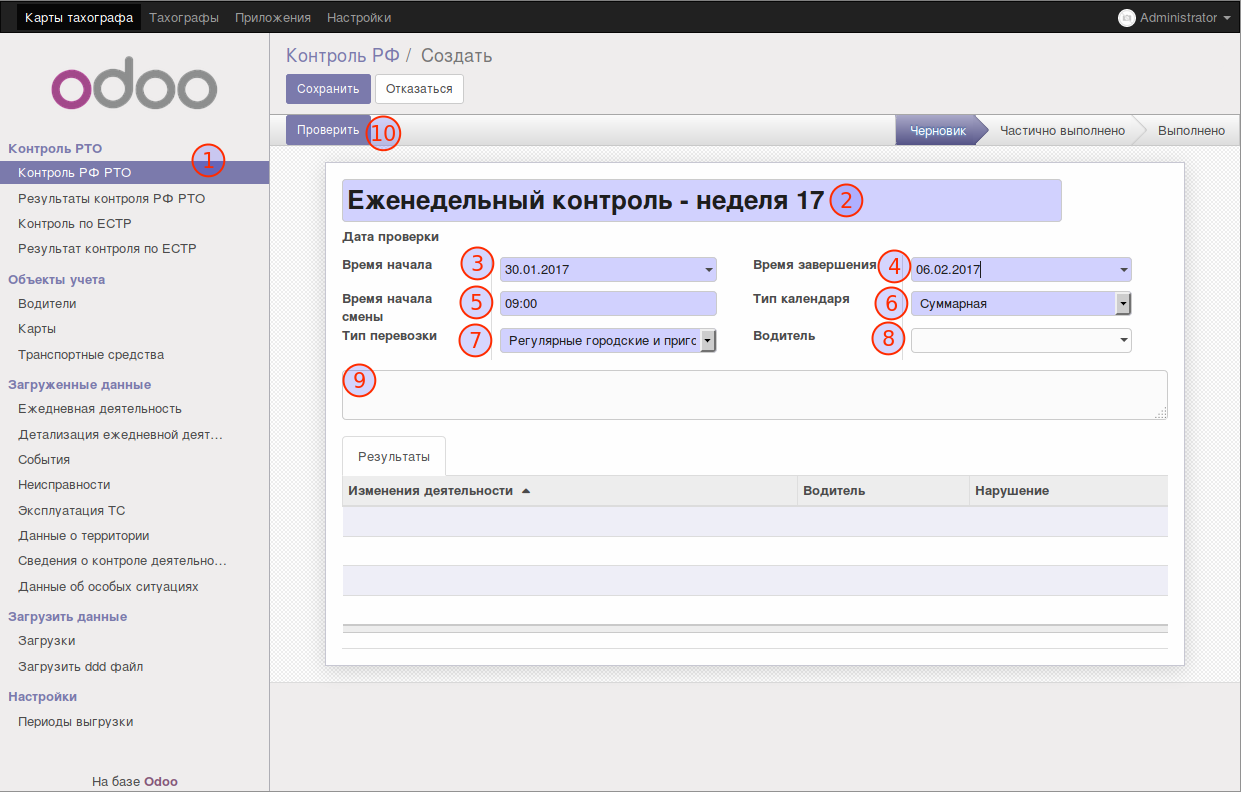 Карты тахографа Тахографы Приложения Настройки Administrator
odoo
Контроль РТО
1
Контроль РФ РТО
Результаты контроля РФ РТО
Контроль по ЕСТР
Результат контроля по ЕСТР
Объекты учета
Водители
Карты
Транспортные средства
Загруженные данные
Ежедневная деятельность
Детализация ежедневной деят...
События
Неисправности
Эксплуатация ТС
Данные о территории
Сведения о контроле деятельно...
Данные об особых ситуациях
Загрузить данные
Загрузки
Загрузить ddd файл
Настройки
Периоды выгрузки
На базе Odoo
Контроль РФ / Создать
Сохранить Отказаться
Проверить 10 Черновик Частично выполнено Выполнено
Еженедельный контроль - неделя 17 2
Дата проверки
Время начала 3 30.01.2017 Время завершения 4 06.02.2017
Время начала смены 5 09:00 Тип календаря 6 Суммарная
Тип перевозки 7 Регулярные городские и приго Водитель 8
9
Результаты
Изменения деятельности Водитель Нарушение